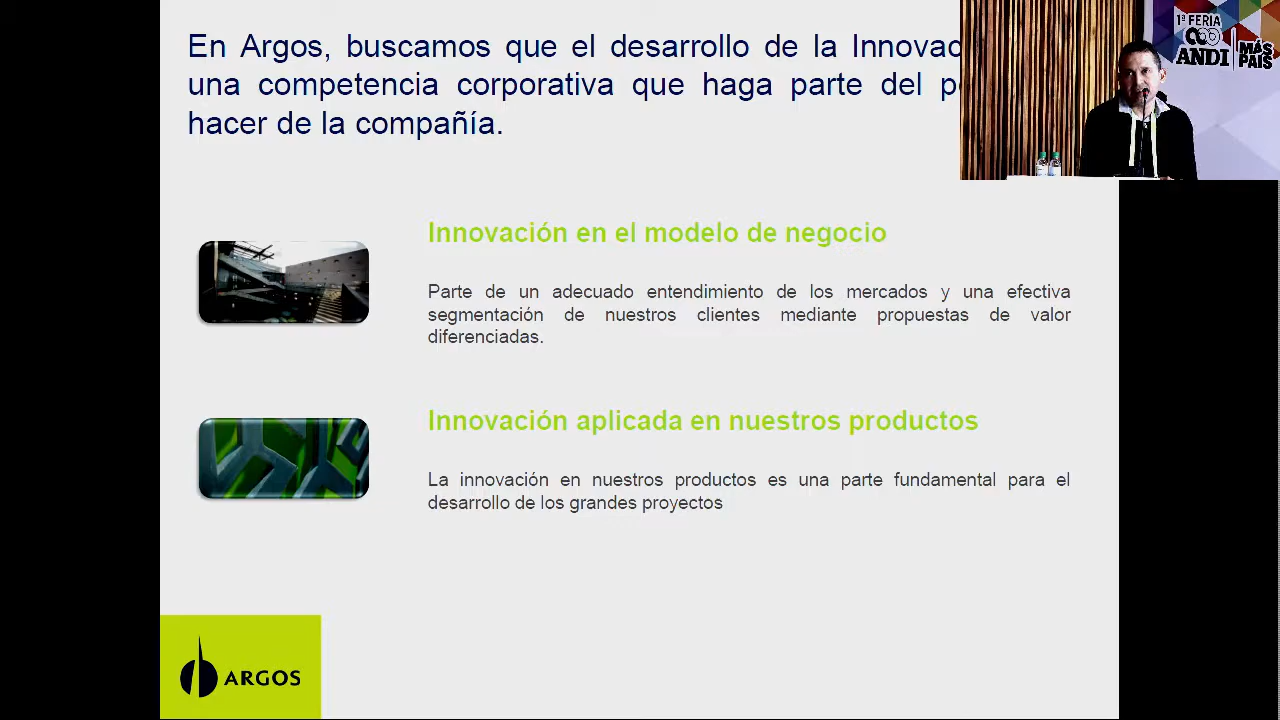 En Argos, buscamos que el desarrollo de la
una competencia corporativa que haga parte del
hacer de la compañía.
1ª FERIA
ANDI
MÁS
PAÍS
Innovación en el modelo de negocio
Parte de un adecuado entendimiento de los mercados y una efectiva
segmentación de nuestros clientes mediante propuestas de valor
diferenciadas.
Innovación aplicada en nuestros productos
La innovación en nuestros productos es una parte fundamental para el
desarrollo de los grandes proyectos
ARGOS